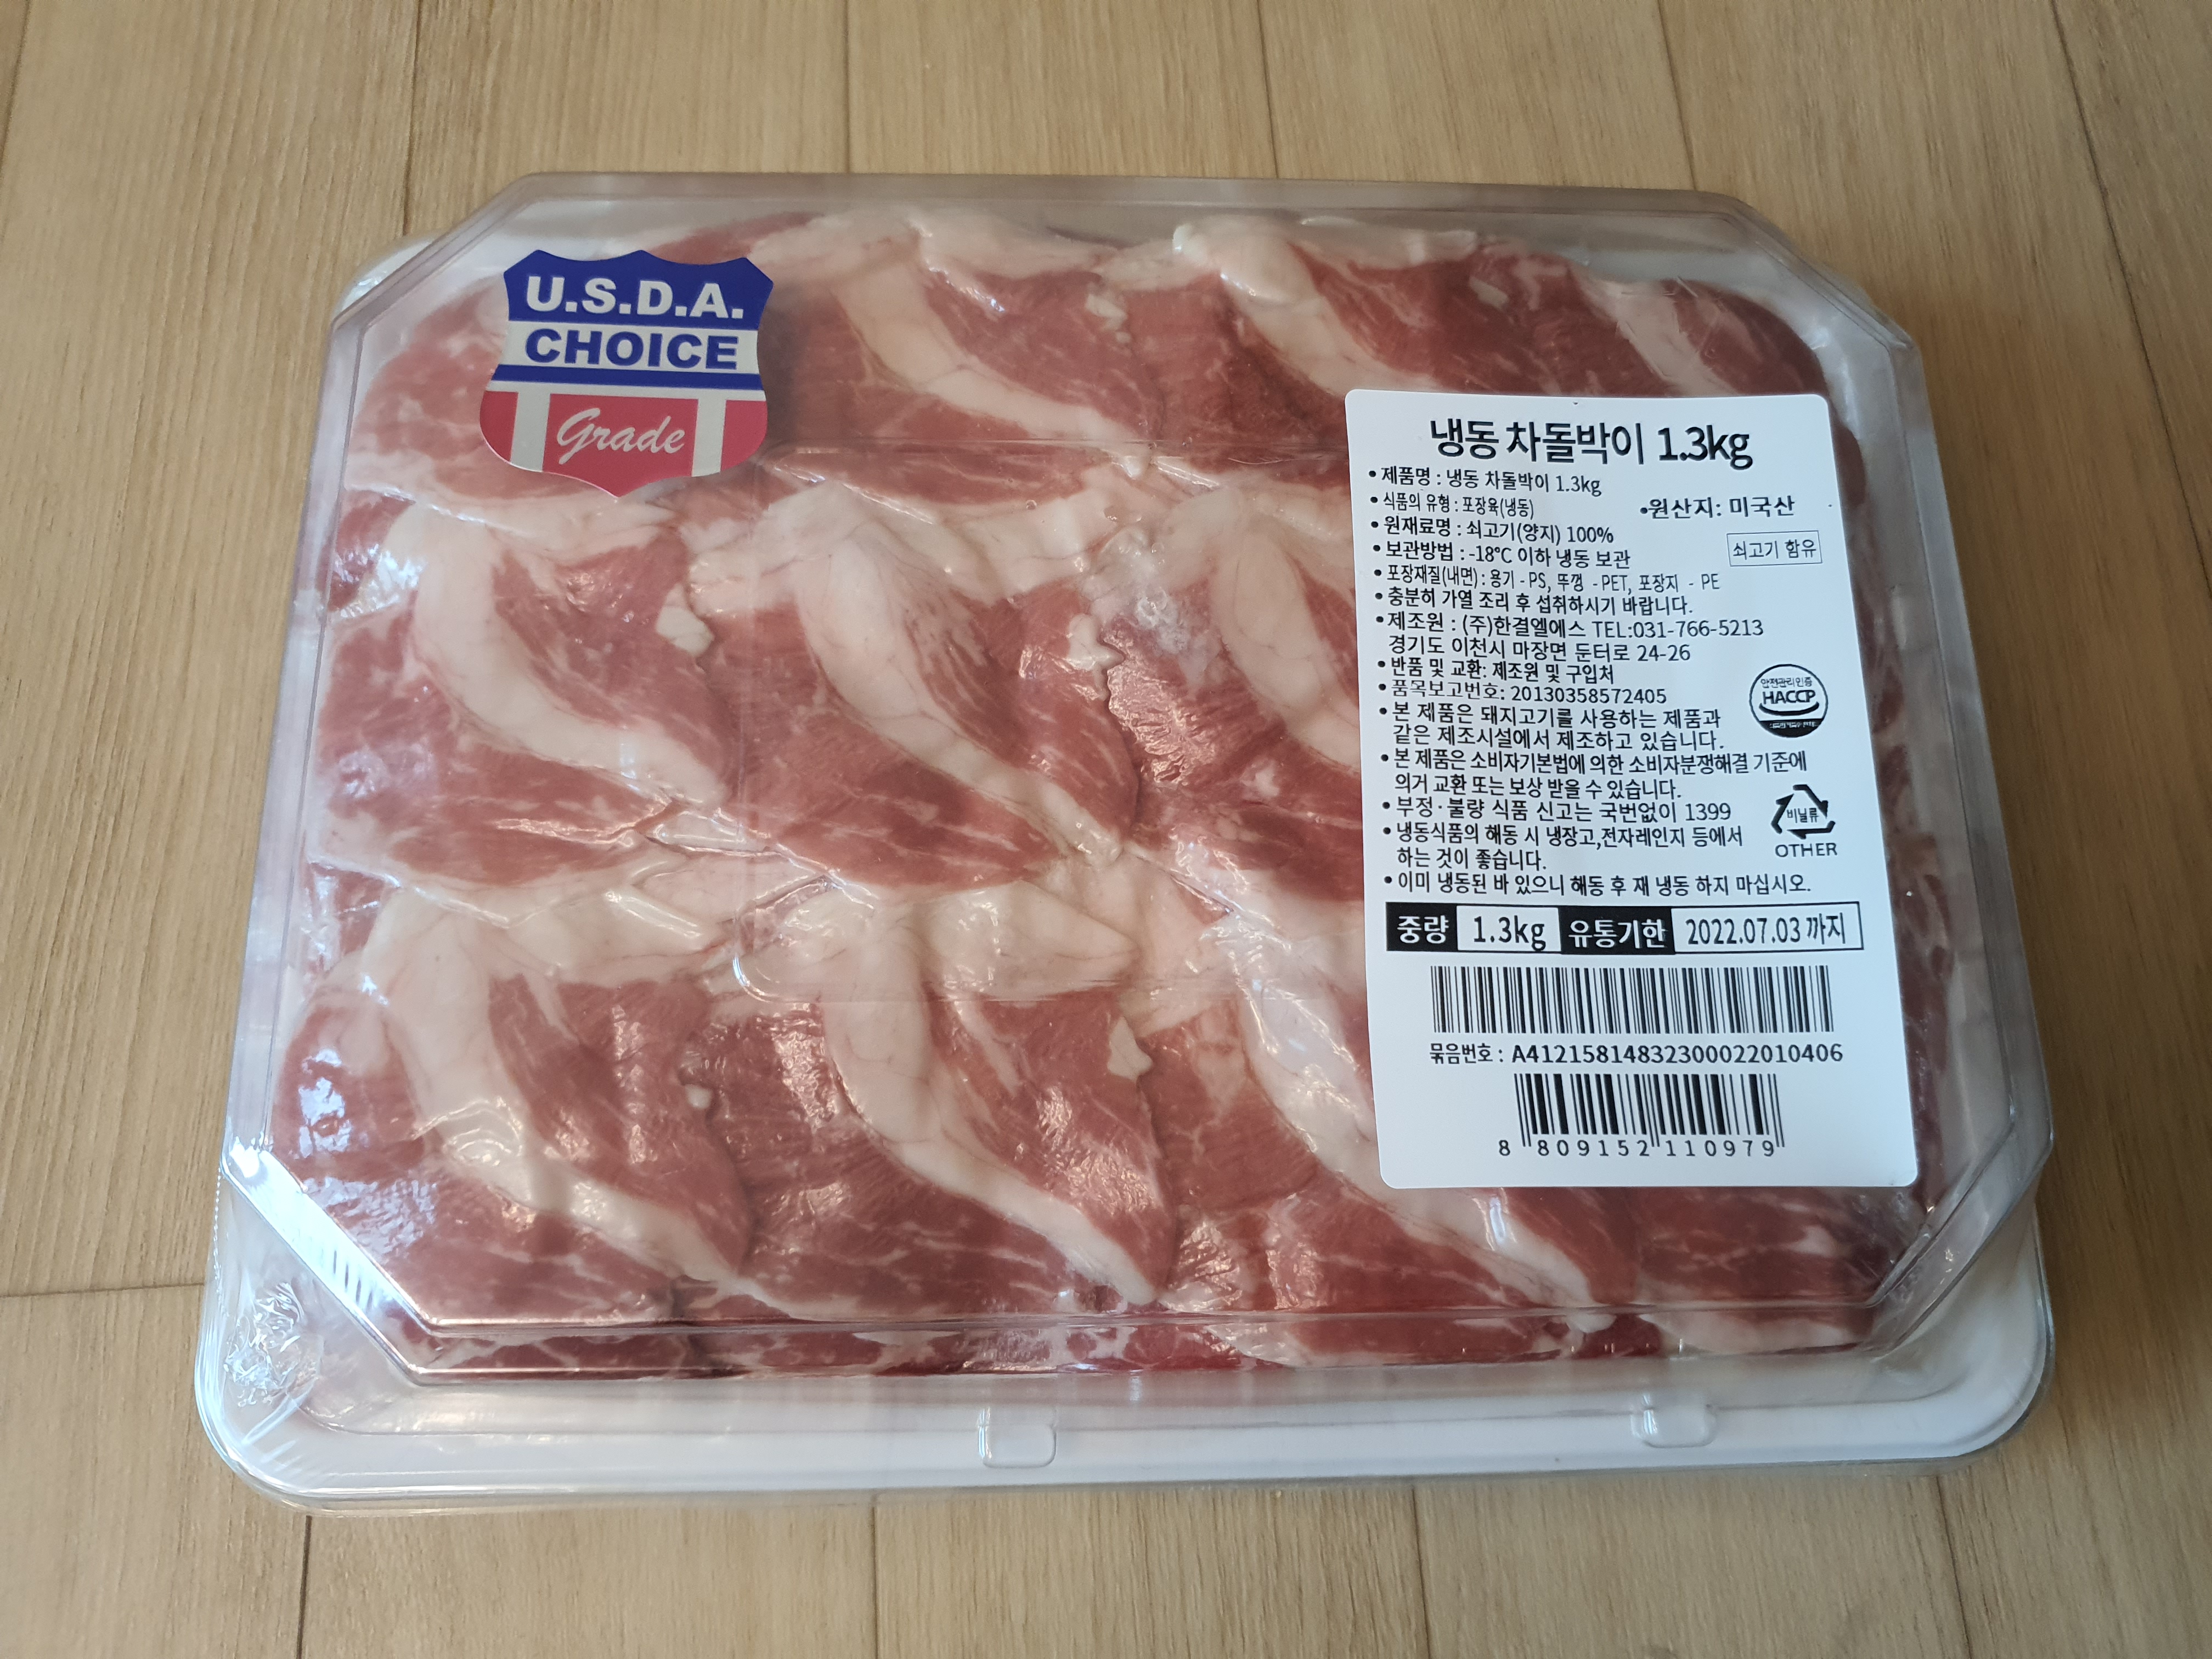 U.S.D.A.
CHOICE
Grade
냉동 차돌박이 1.3kg
• 제품명 : 냉동 차돌박이 1.3kg
• 식품의 유형 : 포장육(냉동)
•원산지: 미국산
• 원재료명 : 쇠고기(양지) 100%
쇠고기 함유
• 보관방법 : -18℃ 이하 냉동 보관
• 포장재질(내면) : 용기 - PS, 뚜껑 - PET, 포장지 - PE
• 충분히 가열 조리 후 섭취하시기 바랍니다.
• 제조원 : (주)한결엘에스 TEL:031-766-5213
경기도 이천시 마장면 둔터로 24-26
• 반품 및 교환: 제조원 및 구입처
• 품목보고번호: 20130358572405
안전관리인증
HACCP
• 본 제품은 돼지고기를 사용하는 제품과
같은 제조시설에서 제조하고 있습니다.
• 본 제품은 소비자기본법에 의한 소비자분쟁해결 기준에
의거 교환 또는 보상 받을 수 있습니다.
• 부정·불량 식품 신고는 국번없이 1399
비닐류
OTHER
• 냉동식품의 해동 시 냉장고,전자레인지 등에서
하는 것이 좋습니다.
• 이미 냉동된 바 있으니 해동 후 재 냉동 하지 마십시오.
중량 1.3kg 유통기한 2022.07.03 까지
묶음번호 : A41215814832300022010406
8 809152 110979